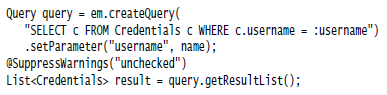 Query query = em.createQuery(
"SELECT c FROM Credentials c WHERE c.username = :username")
.setParameter("username", name);
@SuppressWarnings("unchecked")
List<Credentials> result = query.getResultList();